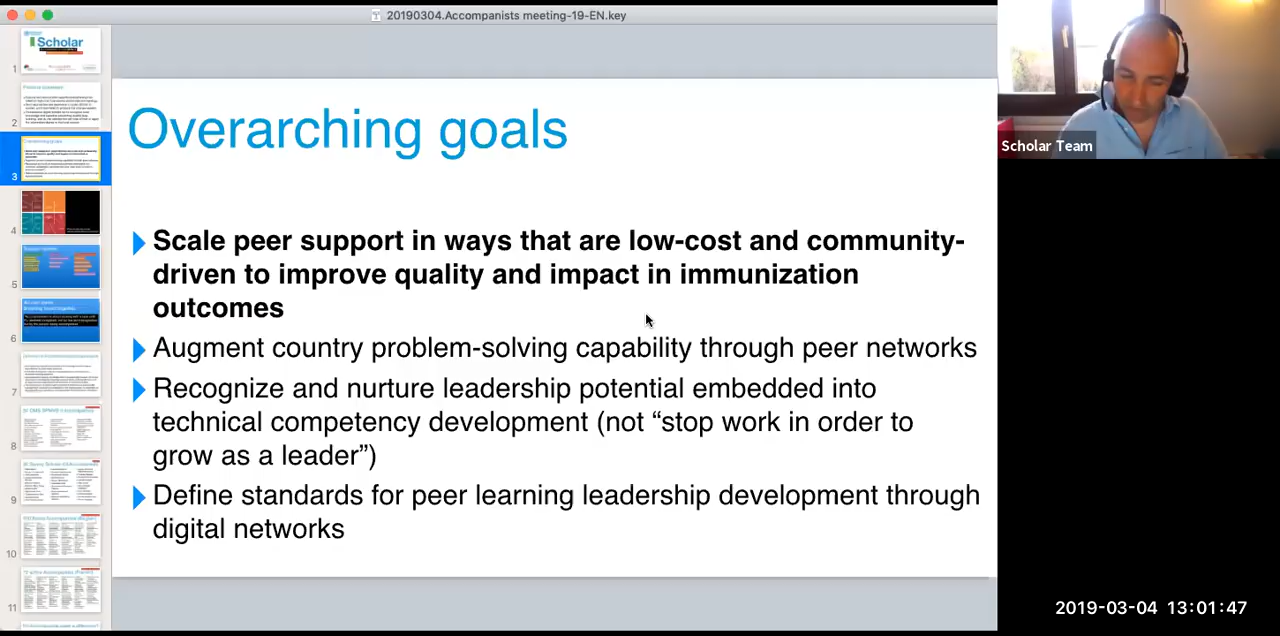 20190304.Accompanists meeting-19-EN.key
Scholar
1
2
3
4
5
6
7
8
9
10
11
Overarching goals
Scale peer support in ways that are low-cost and community-
driven to improve quality and impact in immunization
outcomes
Augment country problem-solving capability through peer networks
Recognize and nurture leadership potential embedded into
technical competency development (not “stop work in order to
grow as a leader”)
Define standards for peer learning leadership development through
digital networks
Scholar Team
2019-03-04 13:01:47